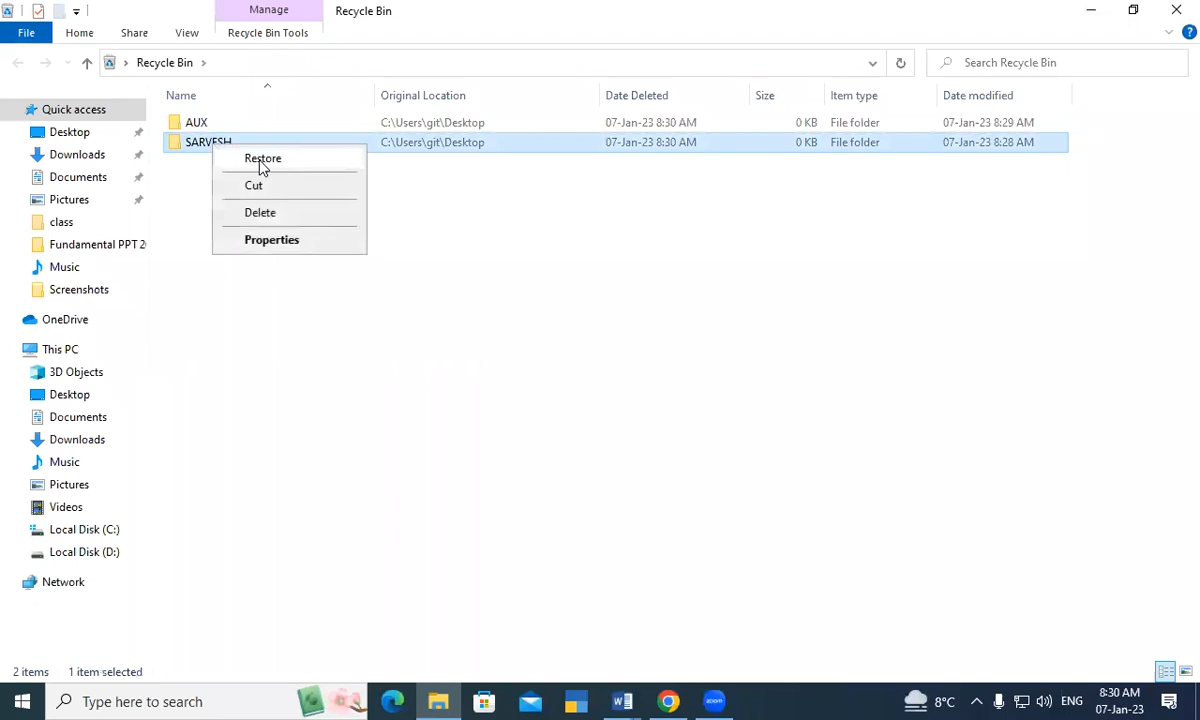 Manage
Recycle Bin
File
Home
Share
View
Recycle Bin Tools
Recycle Bin
Search Recycle Bin
Name
Original Location
Date Deleted
Size
Item type
Date modified
AUX
C:\Users\git\Desktop
07-Jan-23 8:30 AM
0 KB
File folder
07-Jan-23 8:29 AM
SARVESH
C:\Users\git\Desktop
07-Jan-23 8:30 AM
0 KB
File folder
07-Jan-23 8:28 AM
Restore
Cut
Delete
Properties
Quick access
Desktop
Downloads
Documents
Pictures
class
Fundamental PPT 20
Music
Screenshots
OneDrive
This PC
3D Objects
Desktop
Documents
Downloads
Music
Pictures
Videos
Local Disk (C:)
Local Disk (D:)
Network
2 items
1 item selected
Type here to search
zoom
8°C
ENG
8:30 AM
07-Jan-23